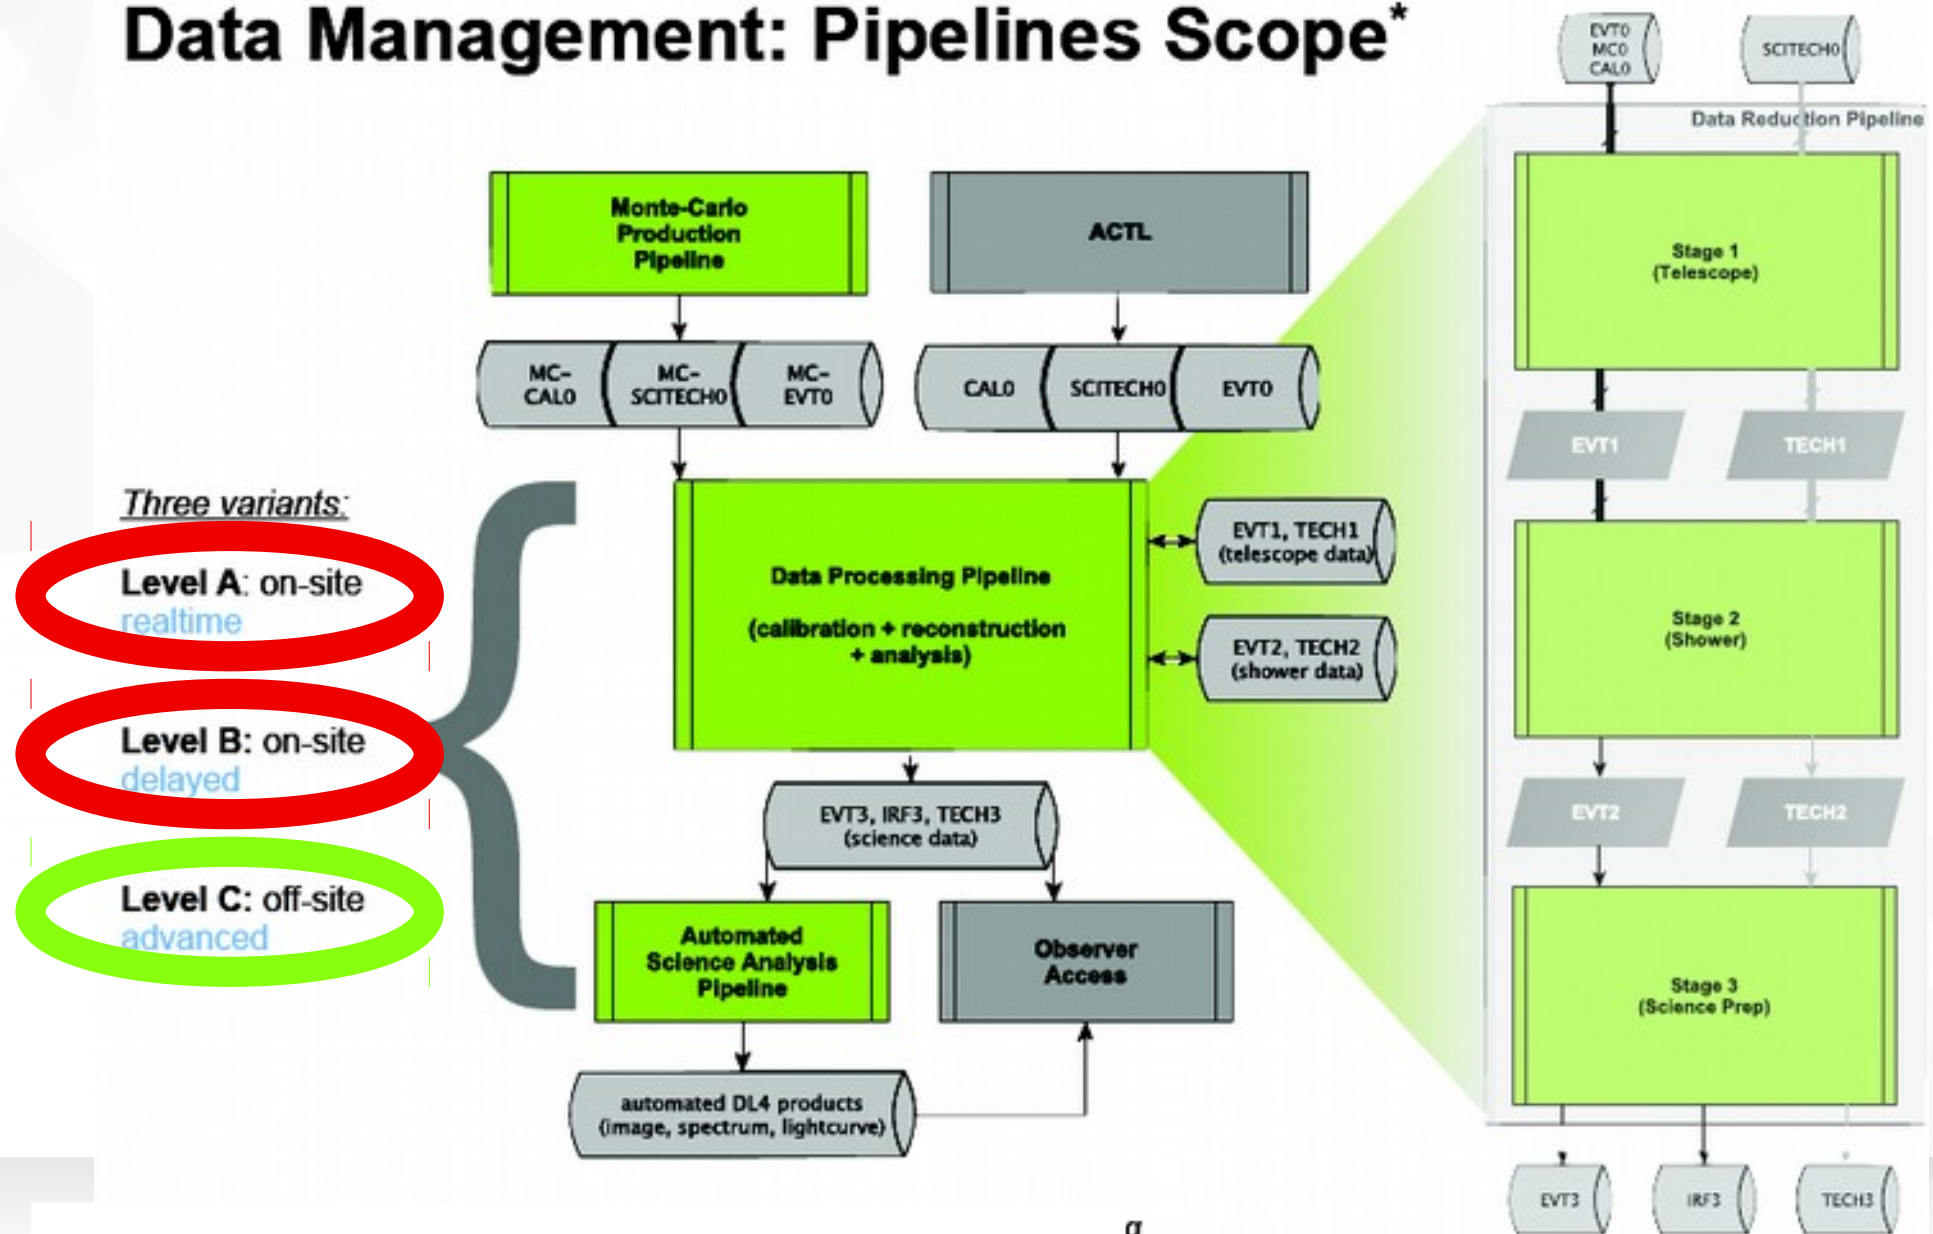 Data Management: Pipelines Scope*
Three variants:
Level A: on-site
realtime
Level B: on-site
delayed
Level C: off-site
advanced
Monte-Carlo
Production
Pipeline
ACTL
MC-
CAL0
MC-
SCITECH0
MC-
EVT0
CAL0
SCITECH0
EVT0
Data Processing Pipeline
(calibration + reconstruction
+ analysis)
EVT1, TECH1
(telescope data)
EVT2, TECH2
(shower data)
EVT3, IRF3, TECH3
(science data)
Automated
Science Analysis
Pipeline
Observer
Access
automated DL4 products
(image, spectrum, lightcurve)
EVT0
MC0
CAL0
SCITECH0
Data Reduction Pipeline
Stage 1
(Telescope)
EVT1
TECH1
Stage 2
(Shower)
EVT2
TECH2
Stage 3
(Science Prep)
EVT3
IRF3
TECH3